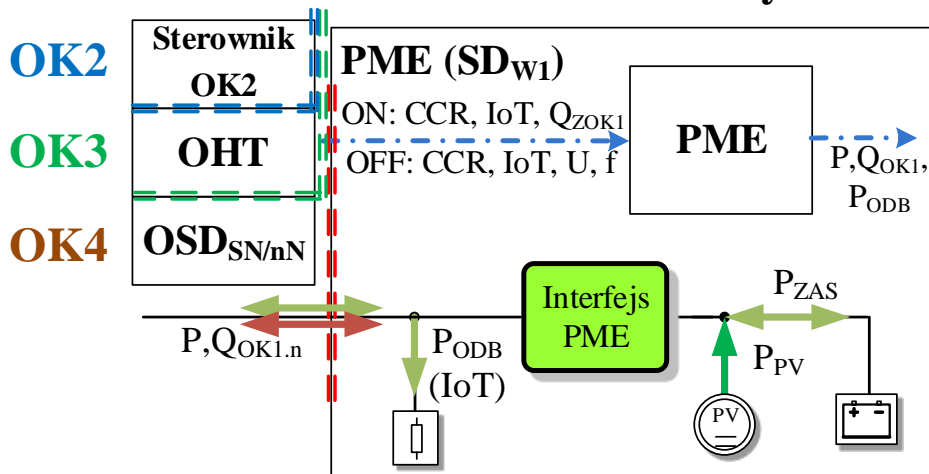 OK2
Sterownik
OK2
PME (SDW1)
ON: CCR, IoT, QZOK1
OK3
OHT
PME
OFF: CCR, IoT, U, f
P,QOK1,
PODB
OK4
OSDSN/nN
P,QOK1.n
PODB
(IoT)
Interfejs
PME
PZAS
PPV
PV
+ -